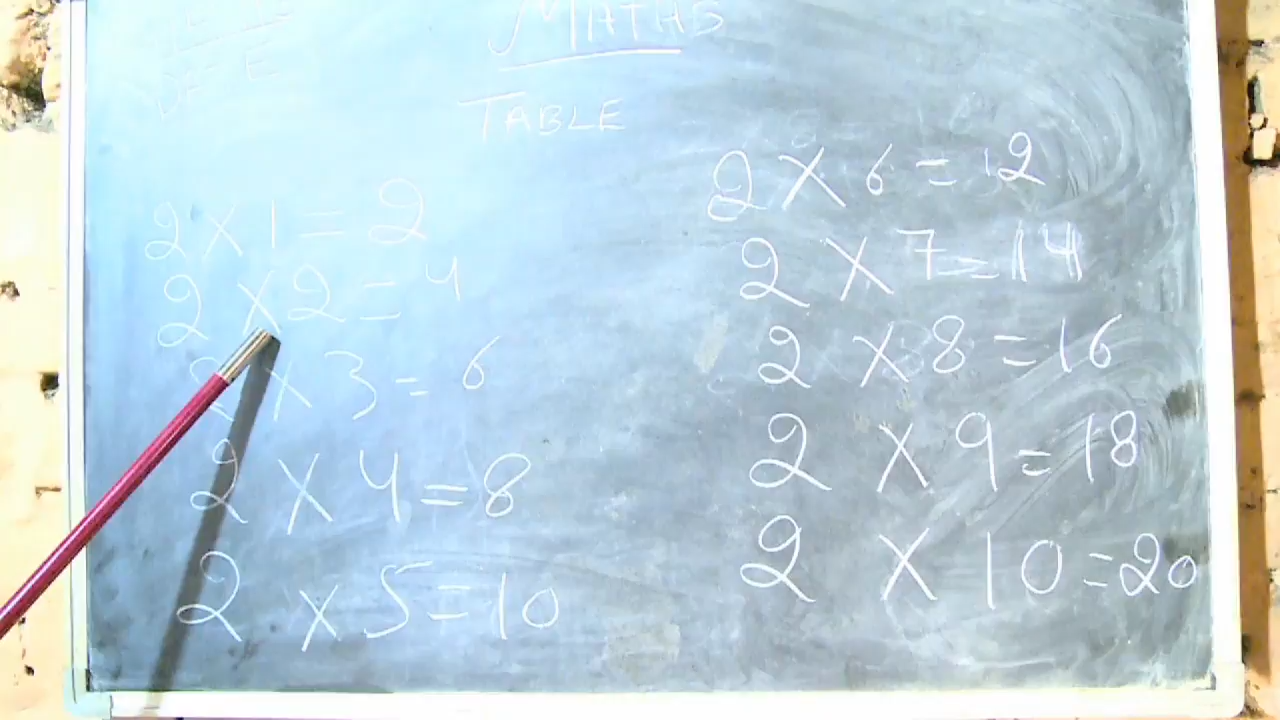 MATHS
TABLE
2 X 1 = 2
2 X 2 = 4
2 X 3 = 6
2 X 4 = 8
2 X 5 = 10
2 X 6 = 12
2 X 7 = 14
2 X 8 = 16
2 X 9 = 18
2 X 10 = 20